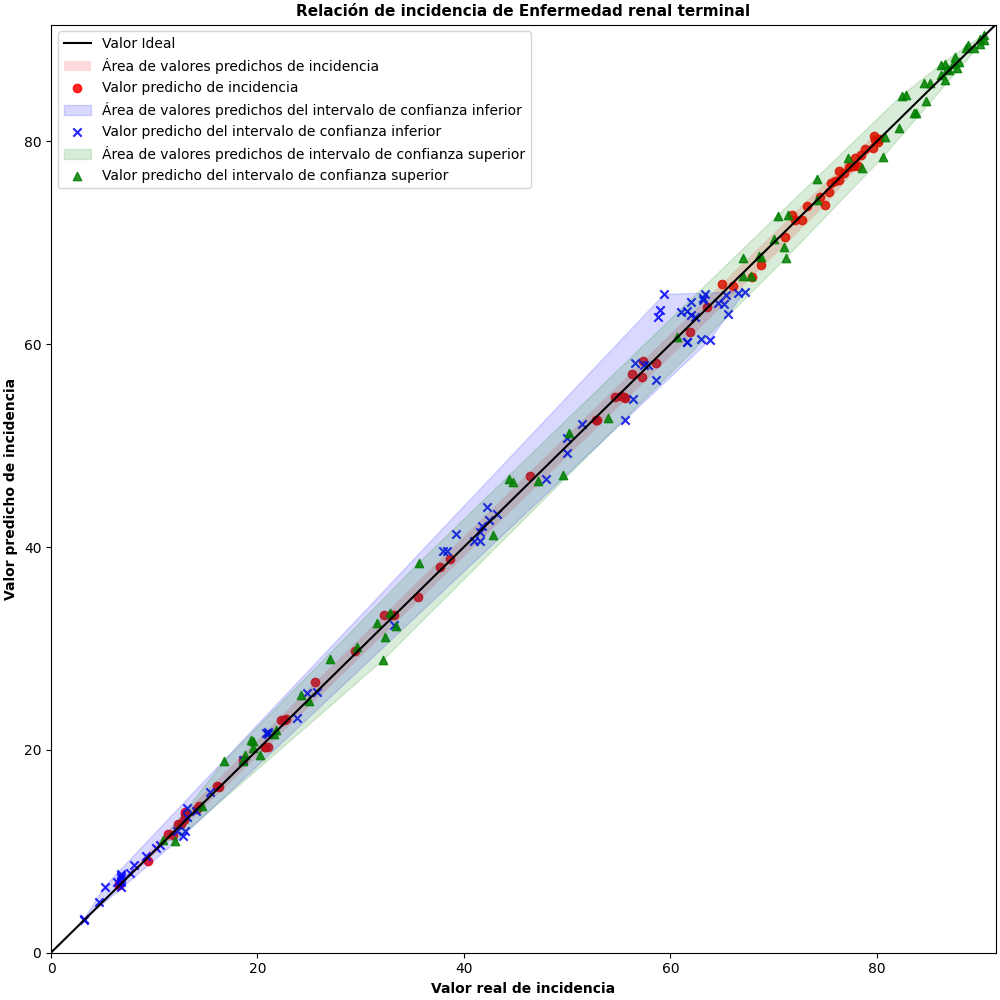 Relación de incidencia de Enfermedad renal terminal
Valor Ideal
Área de valores predichos de incidencia
Valor predicho de incidencia
Área de valores predichos del intervalo de confianza inferior
Valor predicho del intervalo de confianza inferior
Área de valores predichos de intervalo de confianza superior
Valor predicho del intervalo de confianza superior
Valor predicho de incidencia
80
60
40
20
0
0 20 40 60 80
Valor real de incidencia